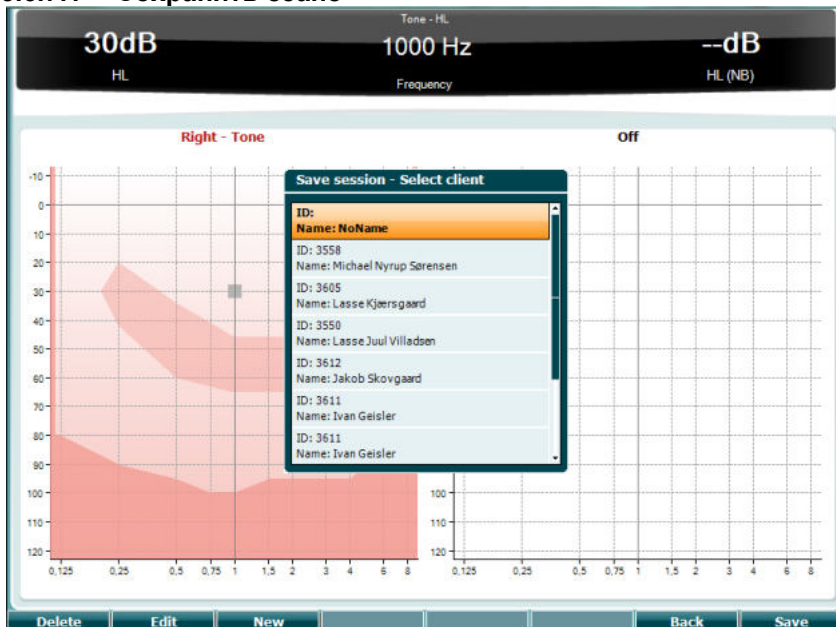 Tone - HL
30dB
1000 Hz
--dB
HL
Frequency
HL (NB)
Right - Tone
Off
Save session - Select client
ID:
Name: NoName
ID: 3558
Name: Michael Nyrup Sørensen
ID: 3605
Name: Lasse Kjærsgaard
ID: 3550
Name: Lasse Juul Villadsen
ID: 3612
Name: Jakob Skovgaard
ID: 3611
Name: Ivan Geisler
ID: 3611
Name: Ivan Geisler
-10
0
10
20
30
40
50
60
70
80
90
100
110
120
100
110
120
0,125 0,25 0,5 0,75 1 1,5 2 3 4 6 8
0,125 0,25 0,5 0,75 1 1,5 2 3 4 6 8
Delete Edit New Back Save